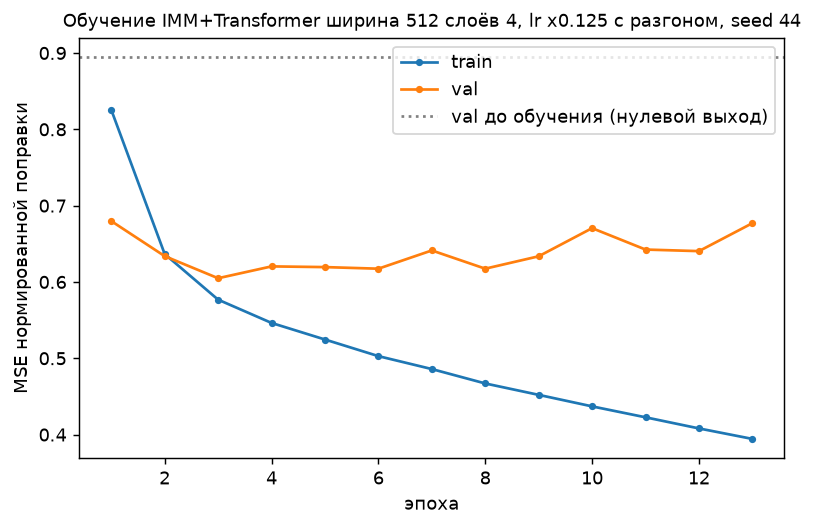 Обучение IMM+Transformer ширина 512 слоёв 4, lr x0.125 с разгоном, seed 44
train
val
val до обучения (нулевой выход)
MSE нормированной поправки
0.9
0.8
0.7
0.6
0.5
0.4
2 4 6 8 10 12
эпоха